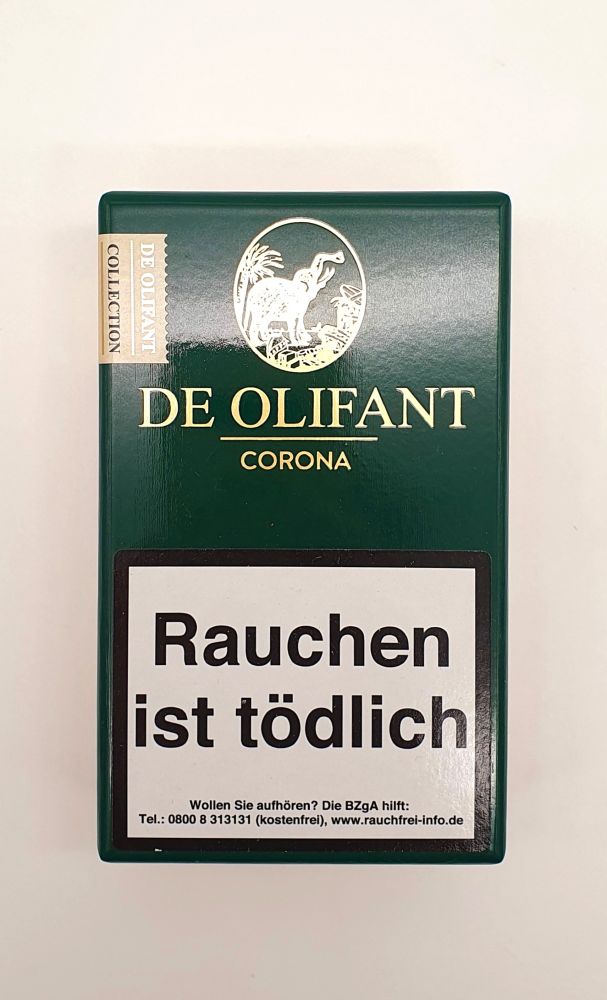 DE OLIFANT
COLLECTION
DE OLIFANT
CORONA
Rauchen
ist tödlich
Wollen Sie aufhören? Die BZgA hilft:
Tel.: 0800 8 313131 (kostenfrei), www.rauchfrei-info.de